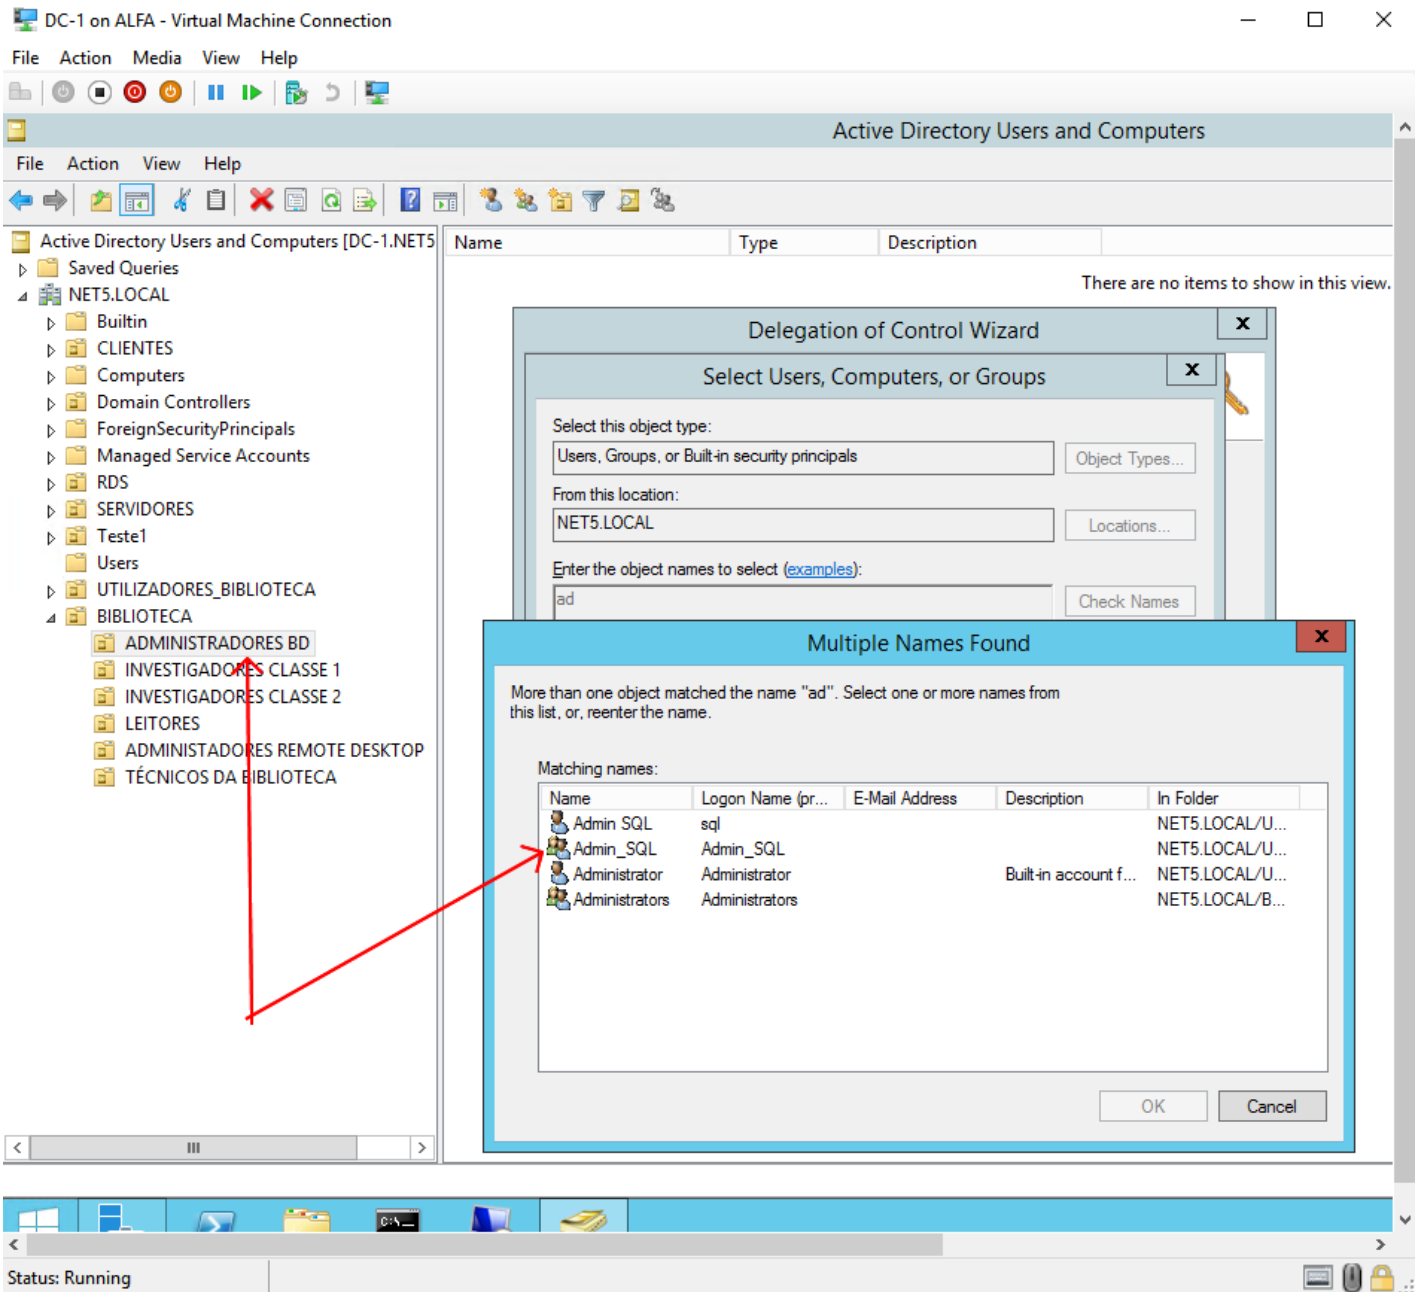 DC-1 on ALFA - Virtual Machine Connection
File Action Media View Help
Active Directory Users and Computers
File Action View Help
Active Directory Users and Computers [DC-1.NET5
Saved Queries
NET5.LOCAL
Builtin
CLIENTES
Computers
Domain Controllers
ForeignSecurityPrincipals
Managed Service Accounts
RDS
SERVIDORES
Teste1
Users
UTILIZADORES_BIBLIOTECA
BIBLIOTECA
ADMINISTRADORES BD
INVESTIGADORES CLASSE 1
INVESTIGADORES CLASSE 2
LEITORES
ADMINISTADORES REMOTE DESKTOP
TÉCNICOS DA BIBLIOTECA
Name Type Description
There are no items to show in this view.
Delegation of Control Wizard
Select Users, Computers, or Groups
Select this object type:
Users, Groups, or Built-in security principals
Object Types...
From this location:
NET5.LOCAL
Locations...
Enter the object names to select (examples):
ad
Check Names
Multiple Names Found
More than one object matched the name "ad". Select one or more names from
this list, or, reenter the name.
Matching names:
Name Logon Name (pr... E-Mail Address Description In Folder
Admin SQL sql NET5.LOCAL/U...
Admin_SQL Admin_SQL NET5.LOCAL/U...
Administrator Administrator Built-in account f... NET5.LOCAL/U...
Administrators Administrators NET5.LOCAL/B...
OK Cancel
C:\_
Status: Running